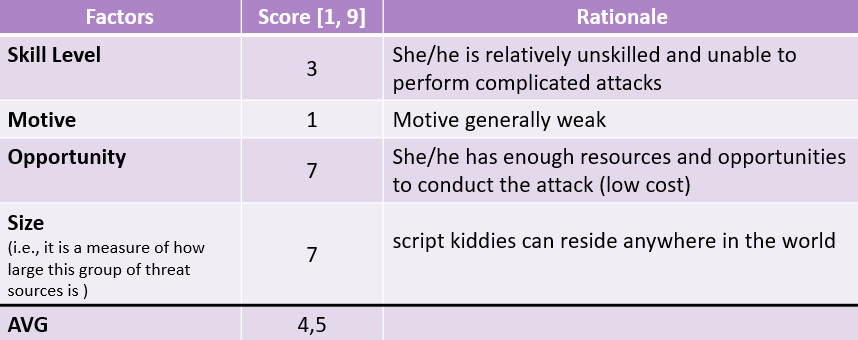 Factors Score [1, 9] Rationale
Skill Level 3 She/he is relatively unskilled and unable to
perform complicated attacks
Motive 1 Motive generally weak
Opportunity 7 She/he has enough resources and opportunities
to conduct the attack (low cost)
Size
(i.e., it is a measure of how
large this group of threat
sources is )
7 script kiddies can reside anywhere in the world
AVG 4,5